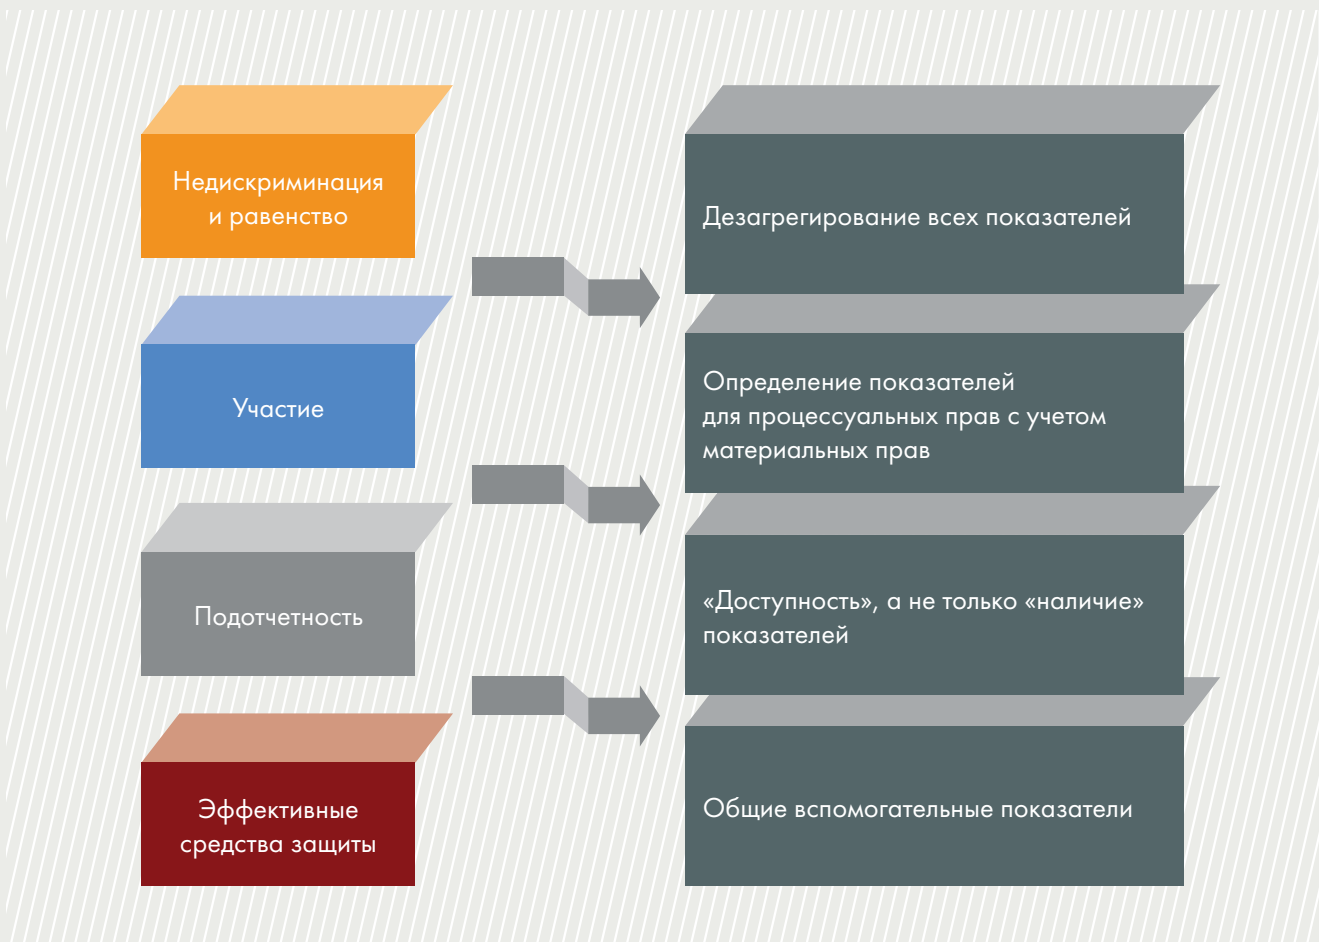 Недискриминация
и равенство
Участие
Подотчетность
Эффективные
средства защиты
Дезагрегирование всех показателей
Определение показателей
для процессуальных прав с учетом
материальных прав
«Доступность», а не только «наличие»
показателей
Общие вспомогательные показатели